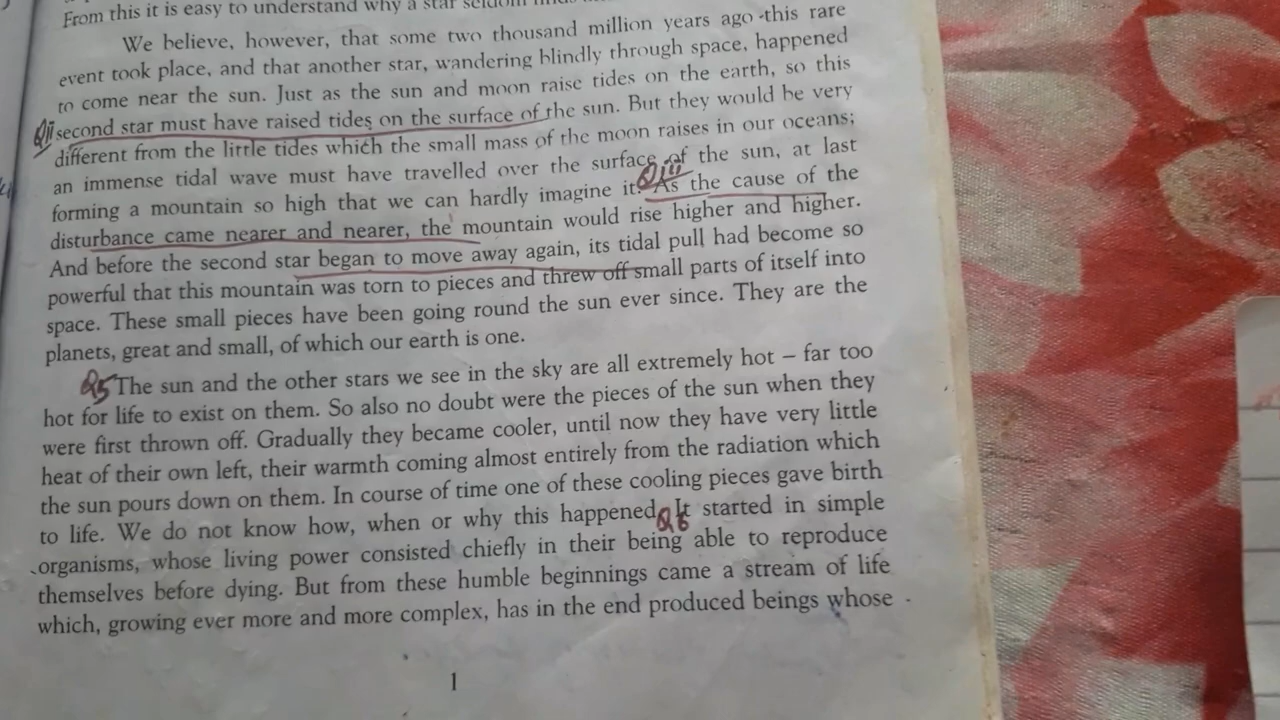 From this it is easy to understand why a star seldom
We believe, however, that some two thousand million years ago -this rare
event took place, and that another star, wandering blindly through space, happened
to come near the sun. Just as the sun and moon raise tides on the earth, so this
Qii second star must have raised tides on the surface of the sun. But they would be very
different from the little tides which the small mass of the moon raises in our oceans;
an immense tidal wave must have travelled over the surface of the sun, at last
forming a mountain so high that we can hardly imagine it. Qiii As the cause of the
disturbance came nearer and nearer, the mountain would rise higher and higher.
And before the second star began to move away again, its tidal pull had become so
powerful that this mountain was torn to pieces and threw off small parts of itself into
space. These small pieces have been going round the sun ever since. They are the
planets, great and small, of which our earth is one.
Q5 The sun and the other stars we see in the sky are all extremely hot – far too
hot for life to exist on them. So also no doubt were the pieces of the sun when they
were first thrown off. Gradually they became cooler, until now they have very little
heat of their own left, their warmth coming almost entirely from the radiation which
the sun pours down on them. In course of time one of these cooling pieces gave birth
to life. We do not know how, when or why this happened. Q6 It started in simple
organisms, whose living power consisted chiefly in their being able to reproduce
themselves before dying. But from these humble beginnings came a stream of life
which, growing ever more and more complex, has in the end produced beings whose
1